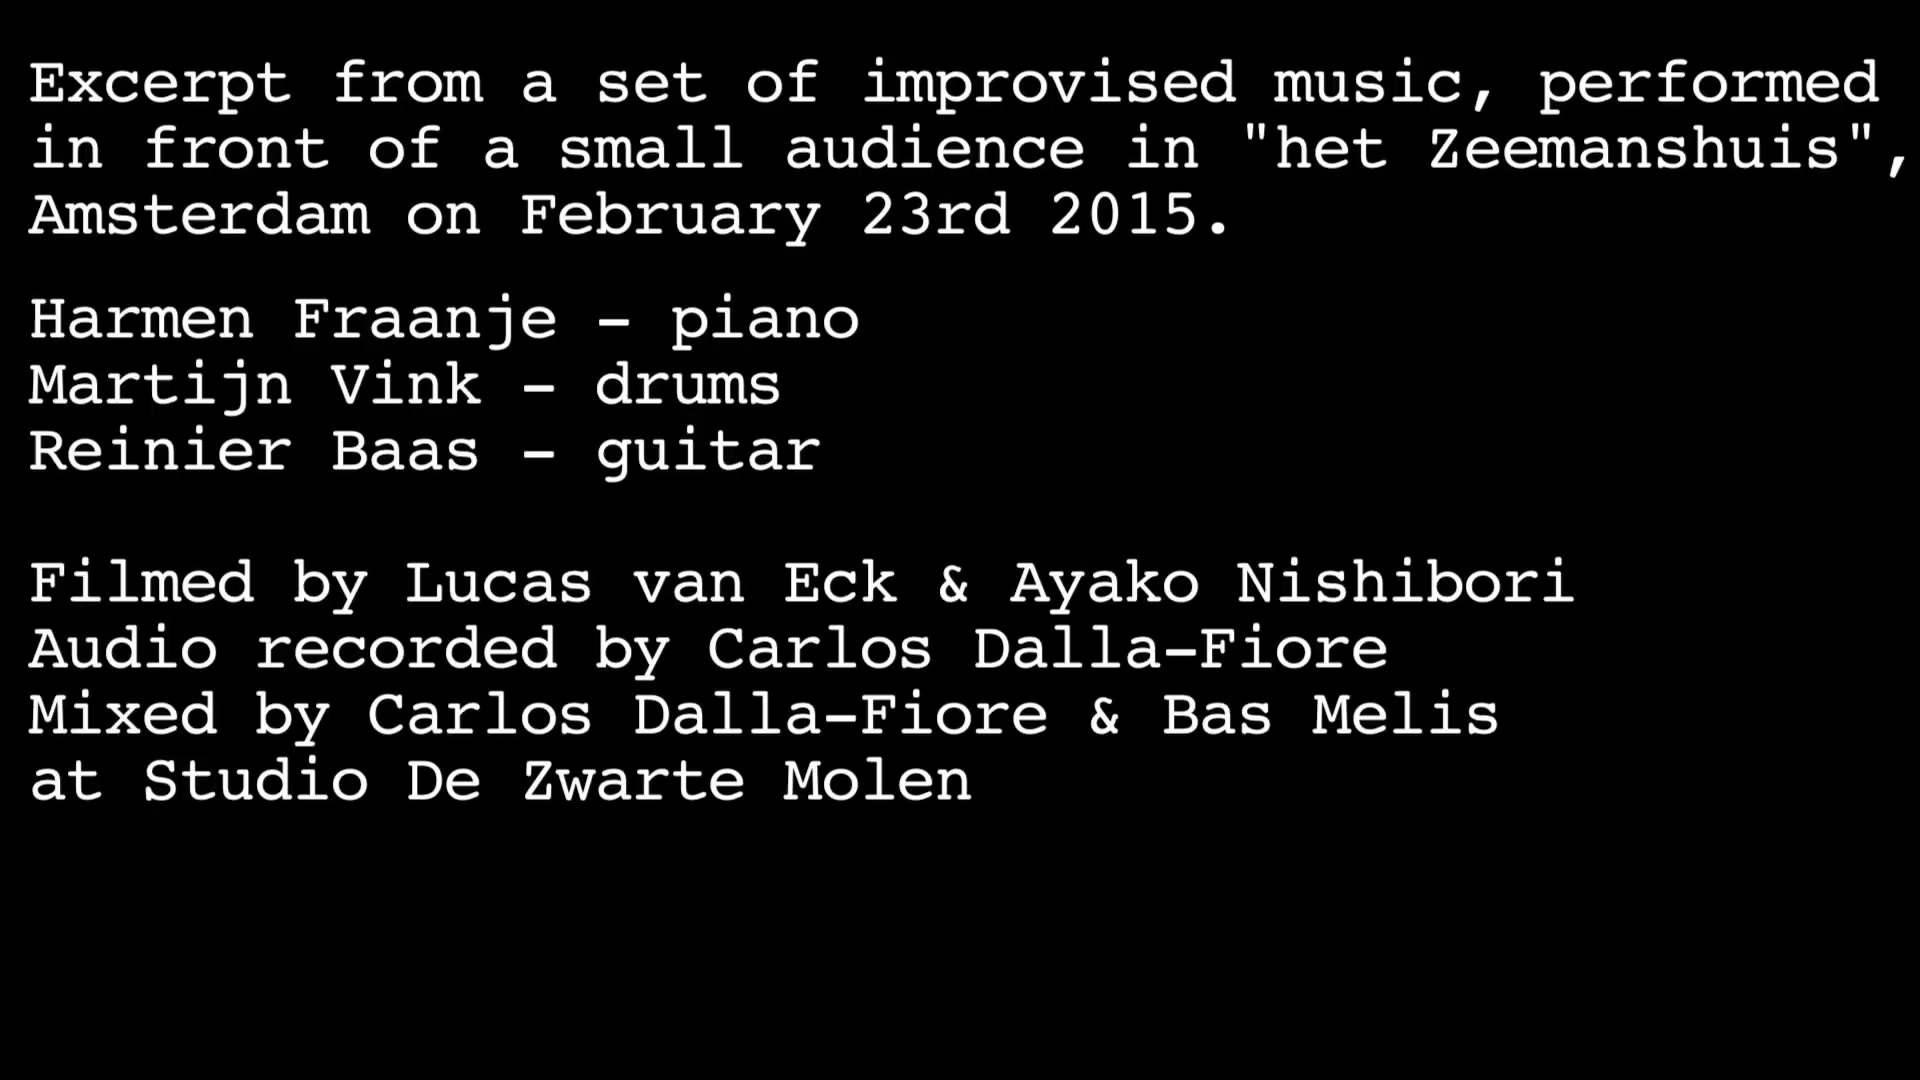 Excerpt from a set of improvised music, performed
in front of a small audience in "het Zeemanshuis",
Amsterdam on February 23rd 2015.
Harmen Fraanje - piano
Martijn Vink - drums
Reinier Baas - guitar
Filmed by Lucas van Eck & Ayako Nishibori
Audio recorded by Carlos Dalla-Fiore
Mixed by Carlos Dalla-Fiore & Bas Melis
at Studio De Zwarte Molen